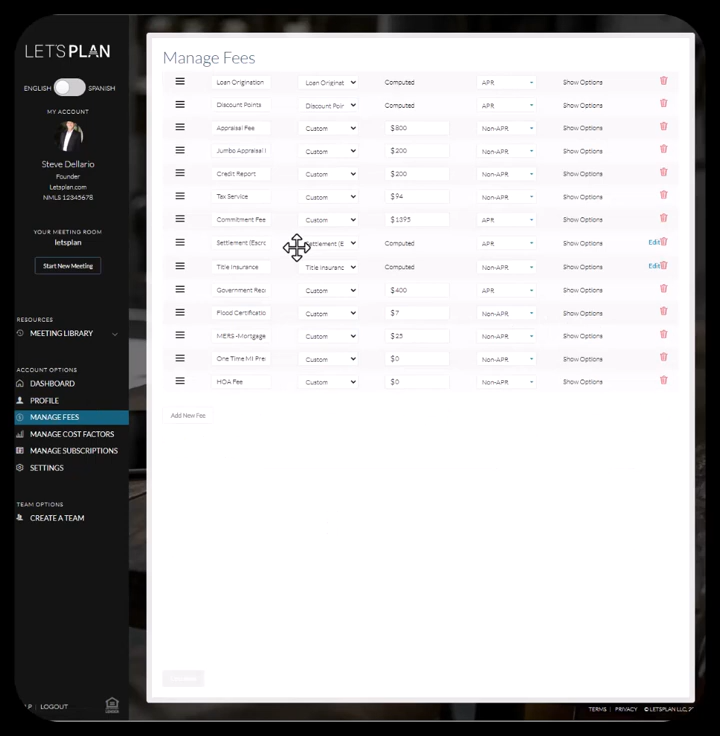 LET'S PLAN
ENGLISH SPANISH
MY ACCOUNT
Steve Dellario
Founder
Letsplan.com
NMLS 12345678
YOUR MEETING ROOM
letsplan
Start New Meeting
RESOURCES
MEETING LIBRARY
ACCOUNT OPTIONS
DASHBOARD
PROFILE
MANAGE FEES
MANAGE COST FACTORS
MANAGE SUBSCRIPTIONS
SETTINGS
TEAM OPTIONS
CREATE A TEAM
LOGOUT
Manage Fees
Loan Origination Loan Originat Computed APR Show Options
Discount Points Discount Poir Computed APR Show Options
Appraisal Fee Custom $800 Non-APR Show Options
Jumbo Appraisal I Custom $200 Non-APR Show Options
Credit Report Custom $200 Non-APR Show Options
Tax Service Custom $94 Non-APR Show Options
Commitment Fee Custom $1395 APR Show Options
Settlement (Escrc Settlement (E Computed APR Show Options Edit
Title Insurance Title Insuranc Computed Non-APR Show Options Edit
Government Reco Custom $400 APR Show Options
Flood Certificatio Custom $7 Non-APR Show Options
MERS -Mortgage Custom $25 Non-APR Show Options
One Time MI Pre Custom $0 Non-APR Show Options
HOA Fee Custom $0 Non-APR Show Options
Add New Fee
TERMS | PRIVACY © LETSPLAN LLC,